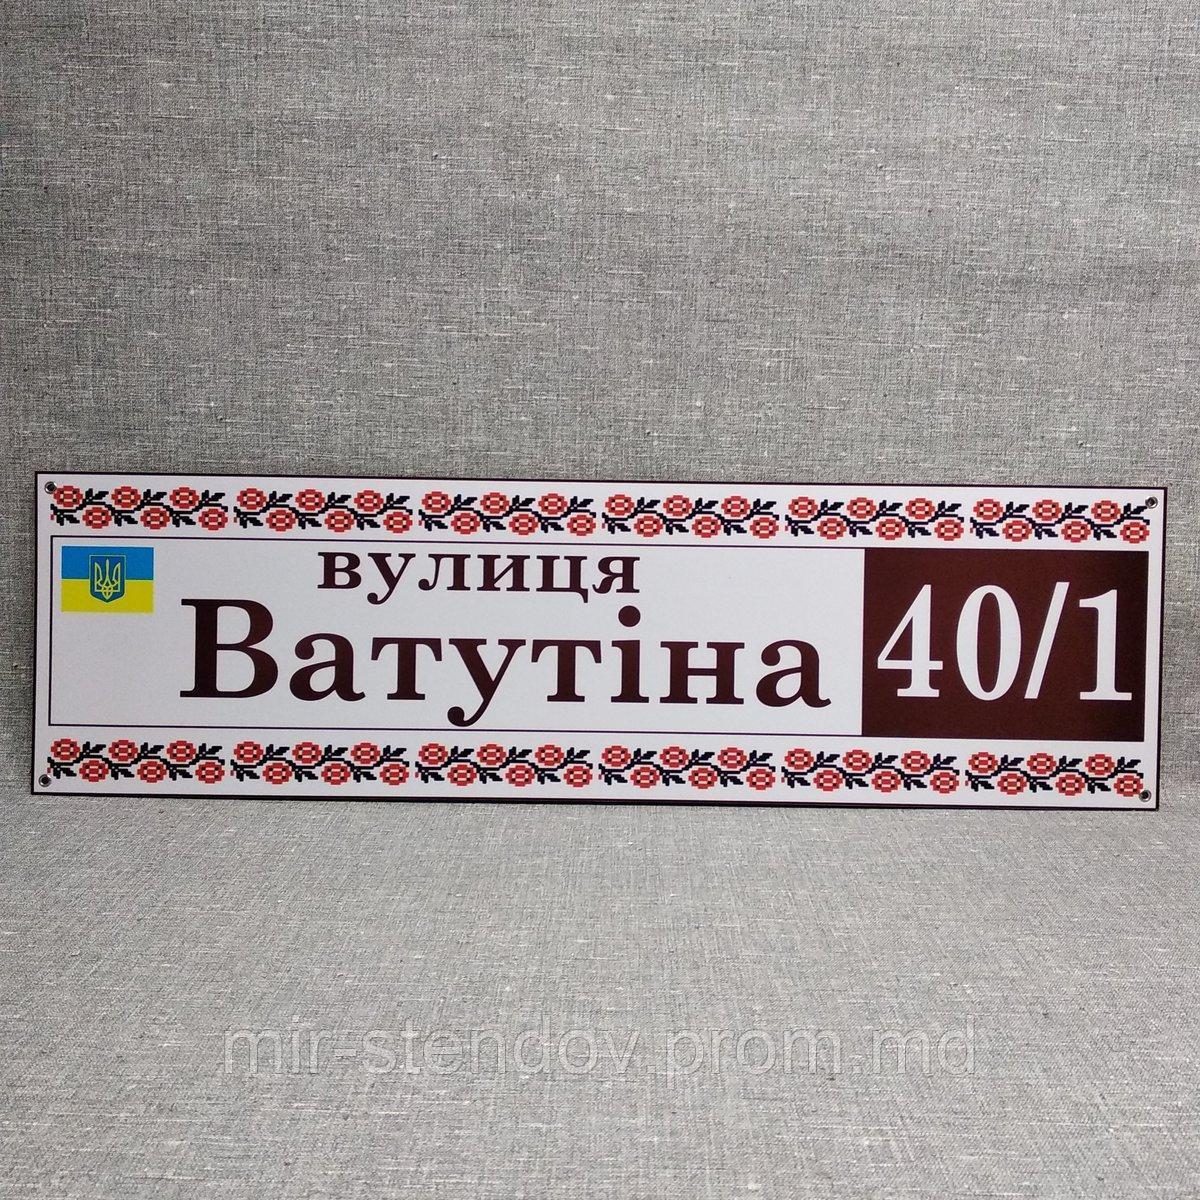 вулиця
Ватутіна
40/1
mir-stendov.prom.md